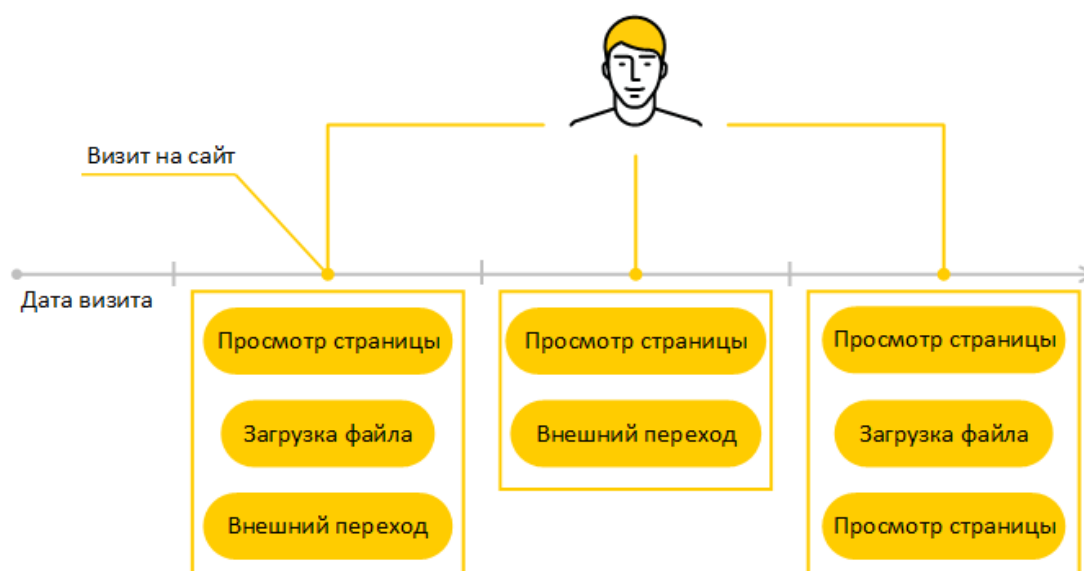 Визит на сайт
Дата визита
Просмотр страницы
Загрузка файла
Внешний переход
Просмотр страницы
Внешний переход
Просмотр страницы
Загрузка файла
Просмотр страницы